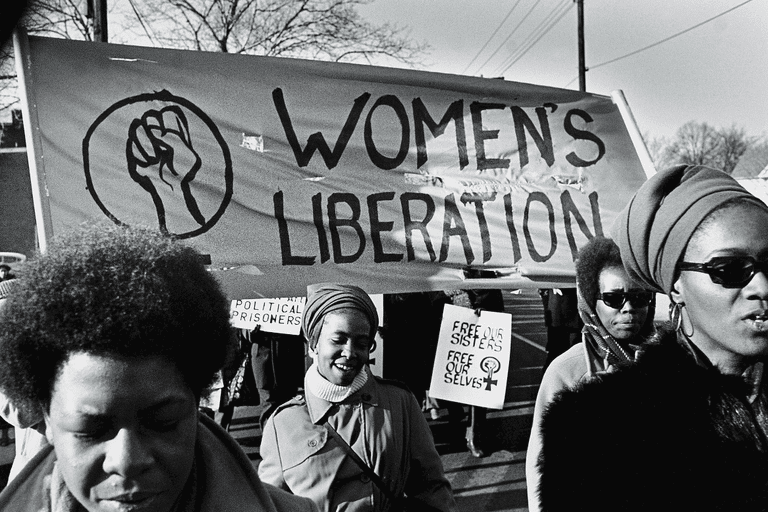 WOMEN'S
LIBERATION
POLITICAL
PRISONERS
FREE OUR
SISTERS
FREE
OUR
SELVES